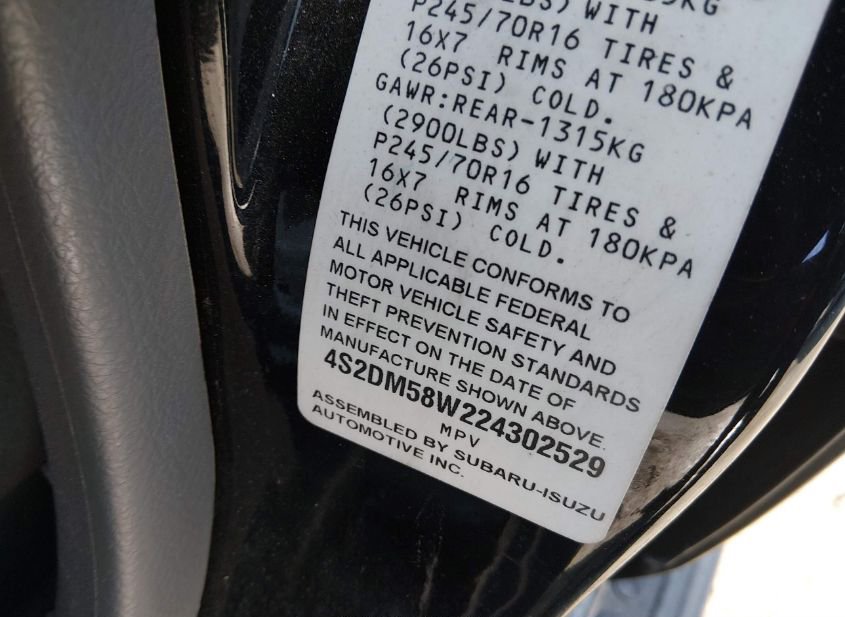 LBS) WITH
P245/70R16 TIRES &
16X7 RIMS AT 180KPA
(26PSI) COLD.
GAWR:REAR-1315KG
(2900LBS) WITH
P245/70R16 TIRES &
16X7 RIMS AT 180KPA
(26PSI) COLD.
THIS VEHICLE CONFORMS TO
ALL APPLICABLE FEDERAL
MOTOR VEHICLE SAFETY AND
THEFT PREVENTION STANDARDS
IN EFFECT ON THE DATE OF
MANUFACTURE SHOWN ABOVE.
4S2DM58W224302529
MPV
ASSEMBLED BY SUBARU-ISUZU
AUTOMOTIVE INC.